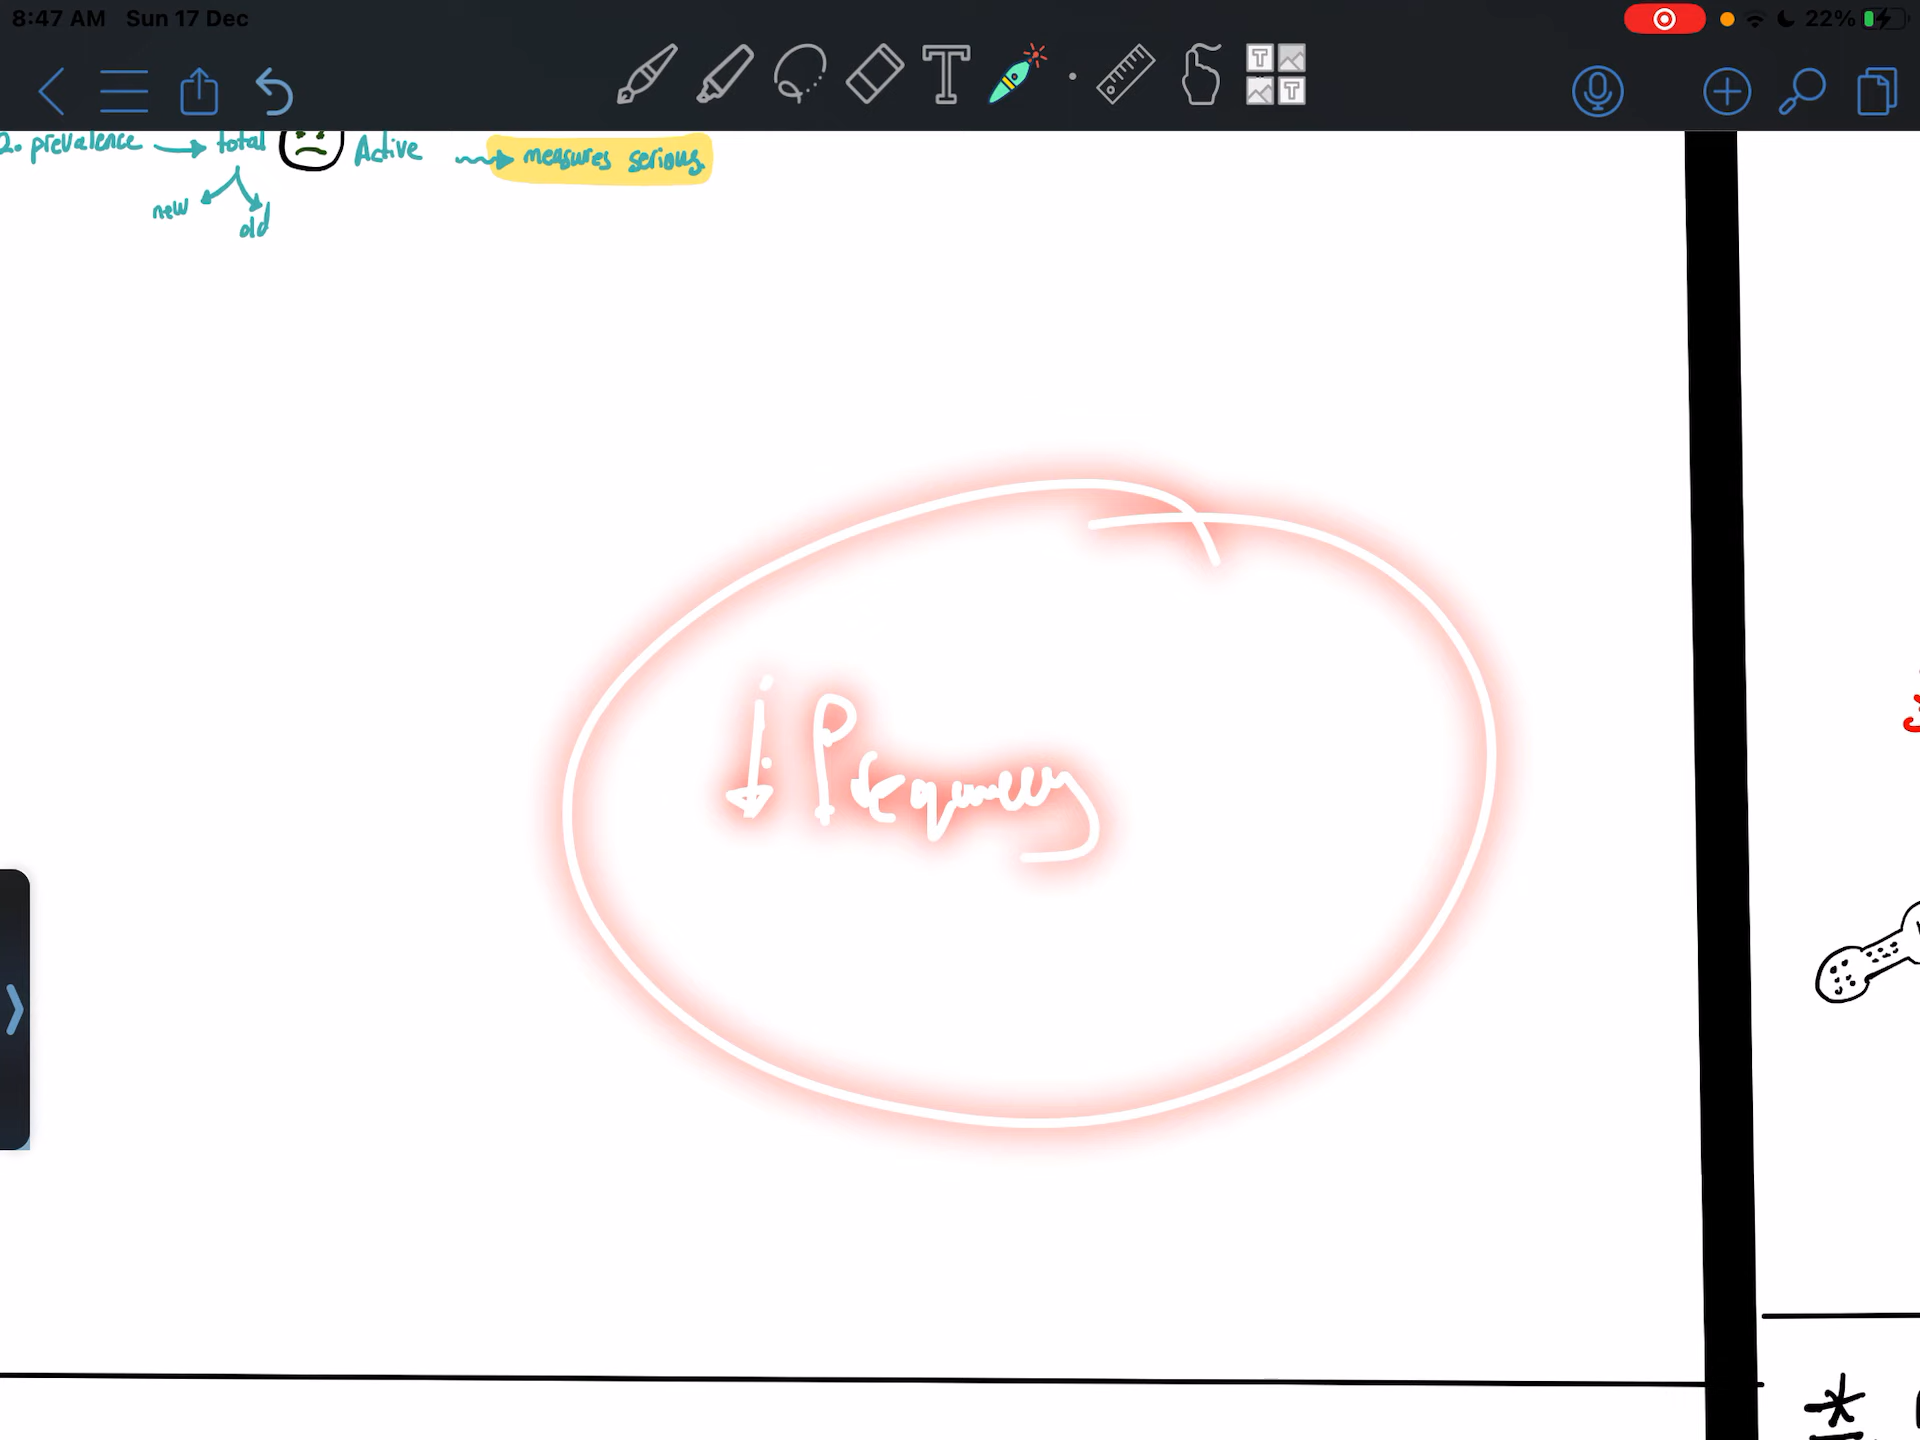 8:47 AM Sun 17 Dec
22%
2. prevalence → total Active → measures serious
new
old
↓ Frequency
*